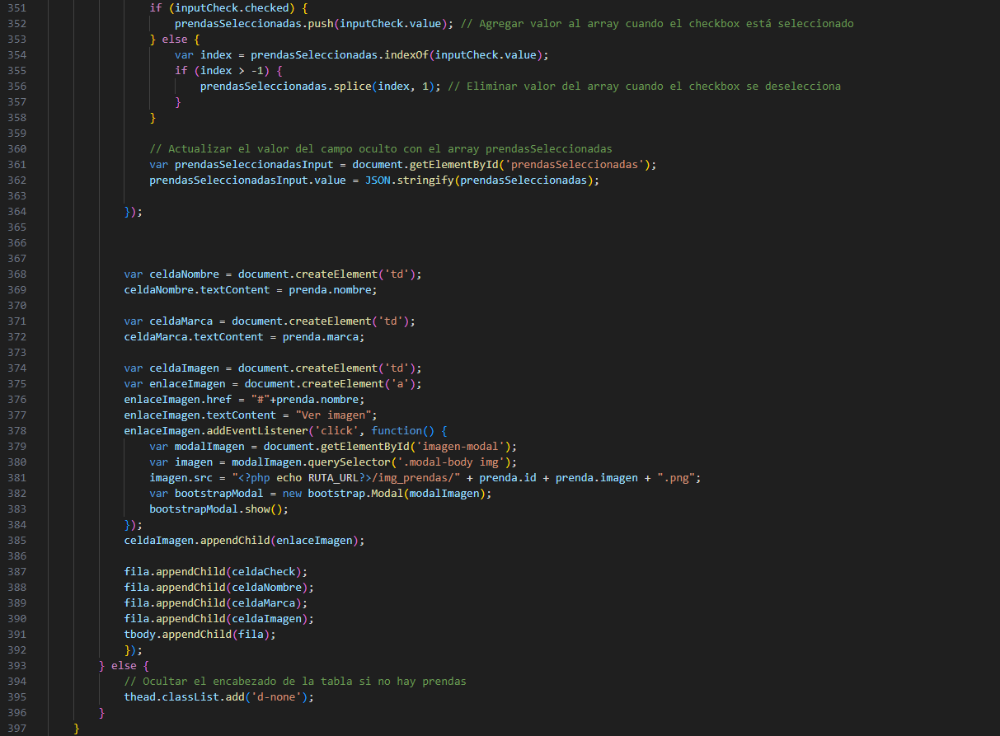 351 if (inputCheck.checked) {
352 prendasSeleccionadas.push(inputCheck.value); // Agregar valor al array cuando el checkbox está seleccionado
353 } else {
354 var index = prendasSeleccionadas.indexOf(inputCheck.value);
355 if (index > -1) {
356 prendasSeleccionadas.splice(index, 1); // Eliminar valor del array cuando el checkbox se deselecciona
357 }
358 }
359
360 // Actualizar el valor del campo oculto con el array prendasSeleccionadas
361 var prendasSeleccionadasInput = document.getElementById('prendasSeleccionadas');
362 prendasSeleccionadasInput.value = JSON.stringify(prendasSeleccionadas);
363
364 });
365
366
367
368 var celdaNombre = document.createElement('td');
369 celdaNombre.textContent = prenda.nombre;
370
371 var celdaMarca = document.createElement('td');
372 celdaMarca.textContent = prenda.marca;
373
374 var celdaImagen = document.createElement('td');
375 var enlaceImagen = document.createElement('a');
376 enlaceImagen.href = "#"+prenda.nombre;
377 enlaceImagen.textContent = "Ver imagen";
378 enlaceImagen.addEventListener('click', function() {
379 var modalImagen = document.getElementById('imagen-modal');
380 var imagen = modalImagen.querySelector('.modal-body img');
381 imagen.src = "<?php echo RUTA_URL?>/img_prendas/" + prenda.id + prenda.imagen + ".png";
382 var bootstrapModal = new bootstrap.Modal(modalImagen);
383 bootstrapModal.show();
384 });
385 celdaImagen.appendChild(enlaceImagen);
386
387 fila.appendChild(celdaCheck);
388 fila.appendChild(celdaNombre);
389 fila.appendChild(celdaMarca);
390 fila.appendChild(celdaImagen);
391 tbody.appendChild(fila);
392 });
393 } else {
394 // Ocultar el encabezado de la tabla si no hay prendas
395 thead.classList.add('d-none');
396 }
397 }